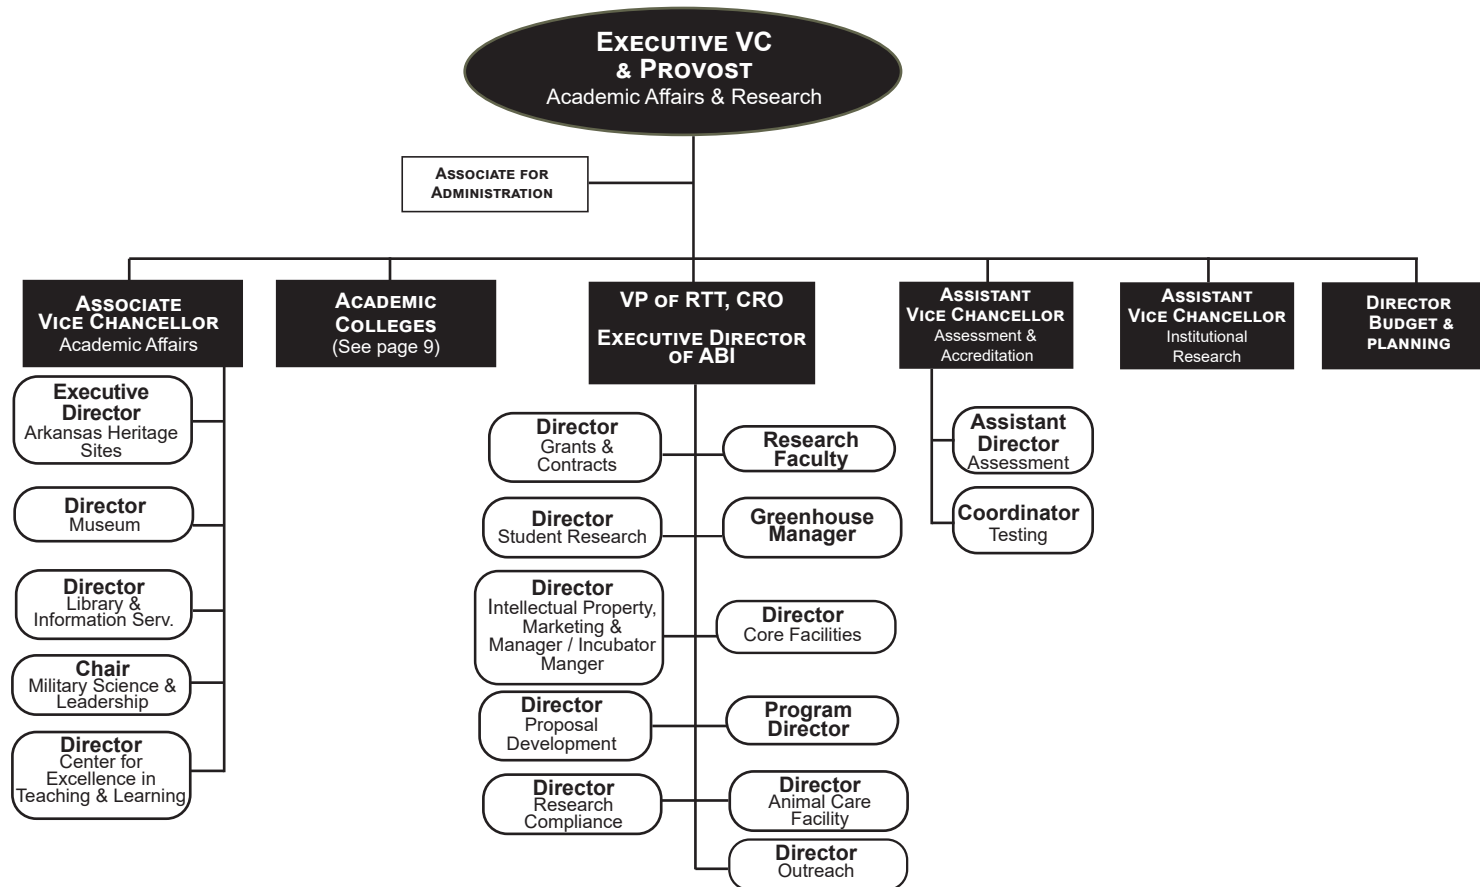 Executive VC
& Provost
Academic Affairs & Research
Associate for
Administration
Associate
Vice Chancellor
Academic Affairs
Academic
Colleges
(See page 9)
VP of RTT, CRO
Executive Director
of ABI
Assistant
Vice Chancellor
Assessment &
Accreditation
Assistant
Vice Chancellor
Institutional
Research
Director
Budget &
planning
Executive
Director
Arkansas Heritage
Sites
Director
Museum
Director
Library &
Information Serv.
Chair
Military Science &
Leadership
Director
Center for
Excellence in
Teaching & Learning
Director
Grants &
Contracts
Research
Faculty
Director
Student Research
Greenhouse
Manager
Director
Intellectual Property,
Marketing &
Manager / Incubator
Manger
Director
Core Facilities
Director
Proposal
Development
Program
Director
Director
Research
Compliance
Director
Animal Care
Facility
Director
Outreach
Assistant
Director
Assessment
Coordinator
Testing